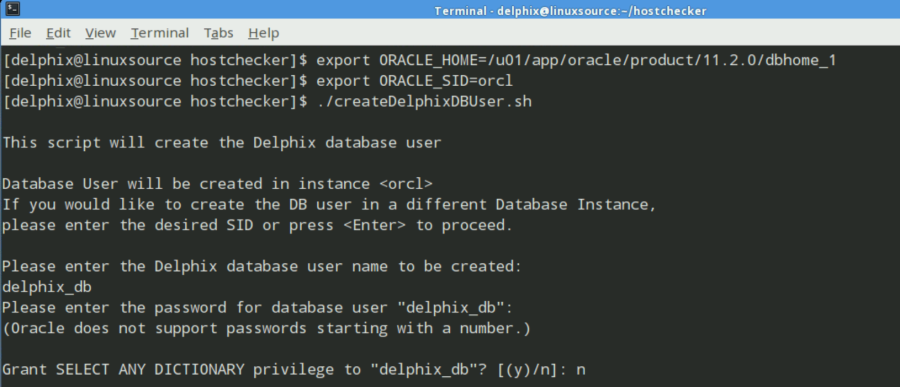 Terminal - delphix@linuxsource:~/hostchecker
File Edit View Terminal Tabs Help
[delphix@linuxsource hostchecker]$ export ORACLE_HOME=/u01/app/oracle/product/11.2.0/dbhome_1
[delphix@linuxsource hostchecker]$ export ORACLE_SID=orcl
[delphix@linuxsource hostchecker]$ ./createDelphixDBUser.sh
This script will create the Delphix database user
Database User will be created in instance <orcl>
If you would like to create the DB user in a different Database Instance,
please enter the desired SID or press <Enter> to proceed.
Please enter the Delphix database user name to be created:
delphix_db
Please enter the password for database user "delphix_db":
(Oracle does not support passwords starting with a number.)
Grant SELECT ANY DICTIONARY privilege to "delphix_db"? [(y)/n]: n